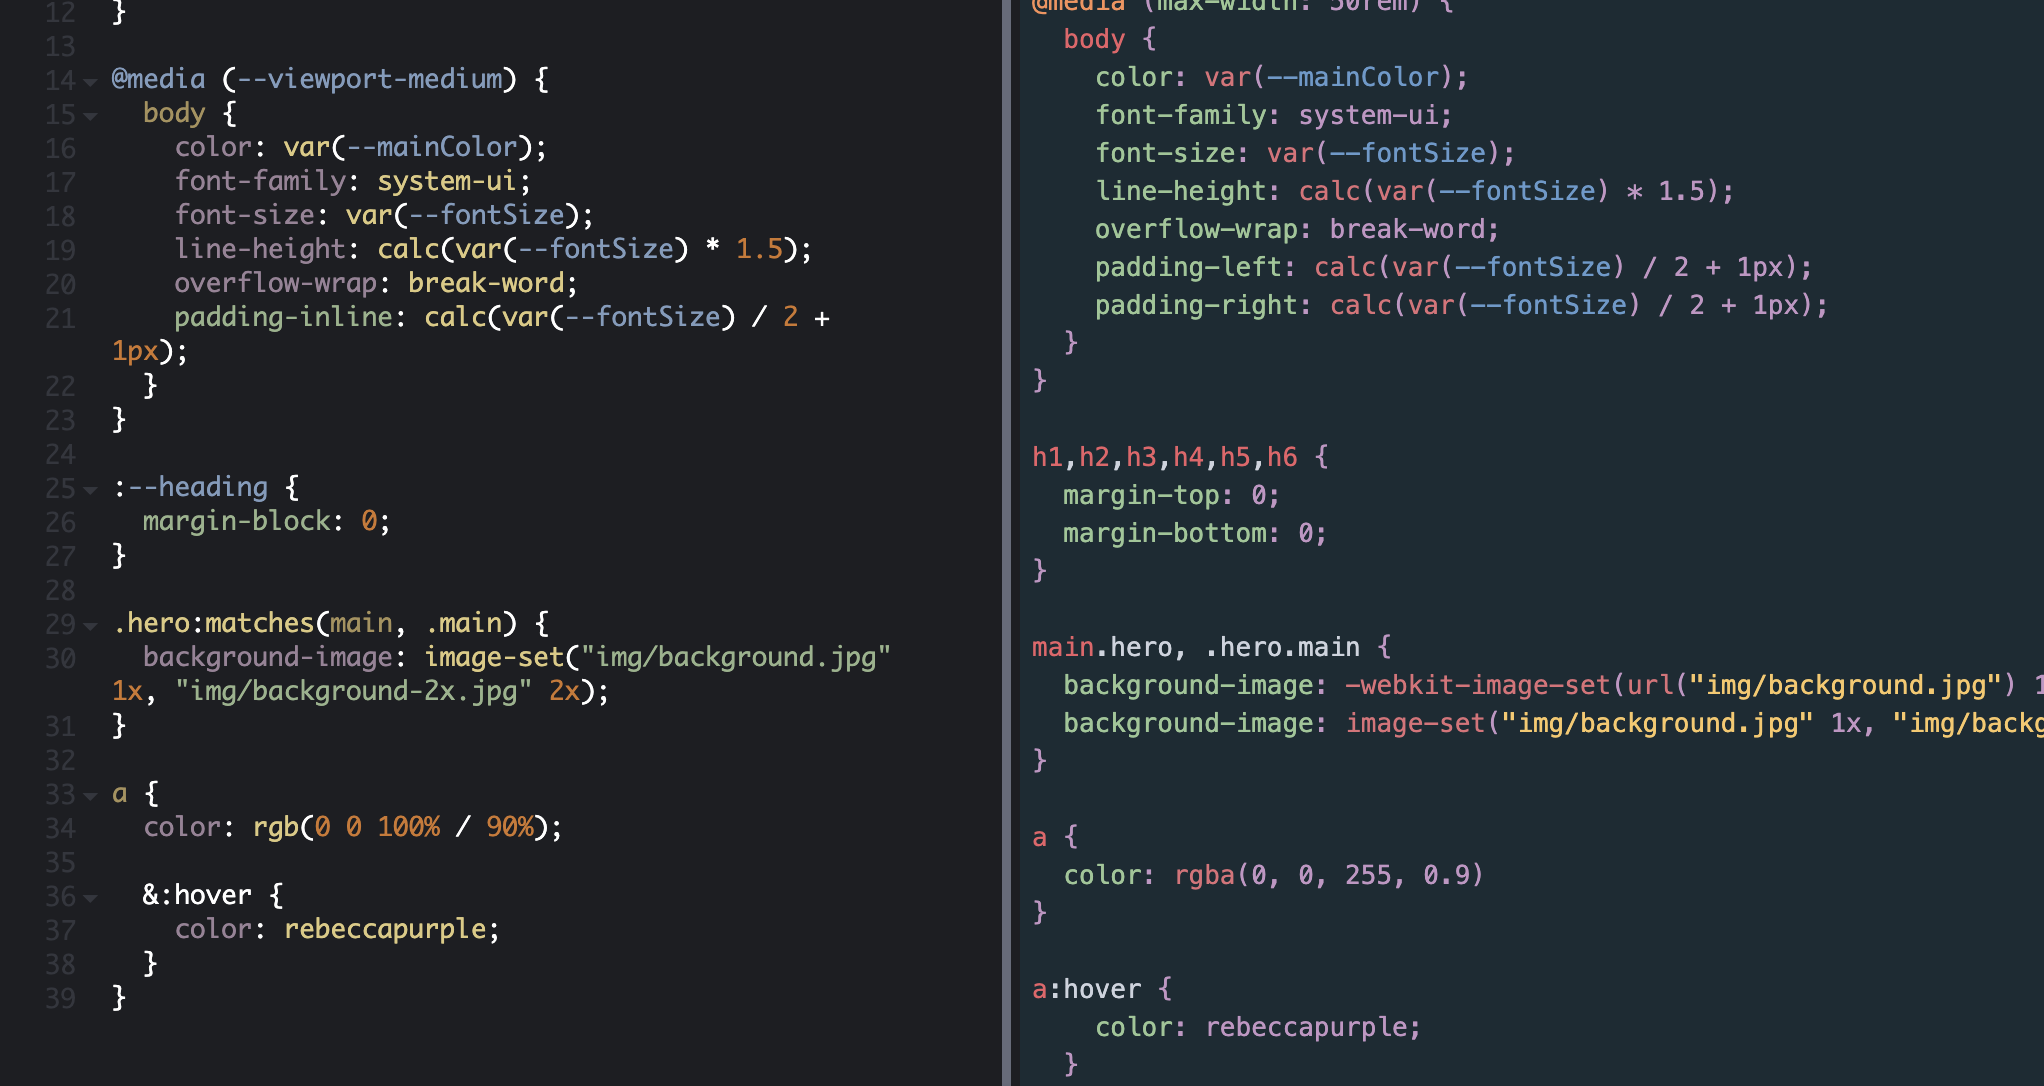 12 }
13
14 @media (--viewport-medium) {
15 body {
16 color: var(--mainColor);
17 font-family: system-ui;
18 font-size: var(--fontSize);
19 line-height: calc(var(--fontSize) * 1.5);
20 overflow-wrap: break-word;
21 padding-inline: calc(var(--fontSize) / 2 +
1px);
22 }
23 }
24
25 :--heading {
26 margin-block: 0;
27 }
28
29 .hero:matches(main, .main) {
30 background-image: image-set("img/background.jpg"
1x, "img/background-2x.jpg" 2x);
31 }
32
33 a {
34 color: rgb(0 0 100% / 90%);
35
36 &:hover {
37 color: rebeccapurple;
38 }
39 }
@media (max-width: 50rem) {
body {
color: var(--mainColor);
font-family: system-ui;
font-size: var(--fontSize);
line-height: calc(var(--fontSize) * 1.5);
overflow-wrap: break-word;
padding-left: calc(var(--fontSize) / 2 + 1px);
padding-right: calc(var(--fontSize) / 2 + 1px);
}
}
h1,h2,h3,h4,h5,h6 {
margin-top: 0;
margin-bottom: 0;
}
main.hero, .hero.main {
background-image: -webkit-image-set(url("img/background.jpg") 1
background-image: image-set("img/background.jpg" 1x, "img/backg
}
a {
color: rgba(0, 0, 255, 0.9)
}
a:hover {
color: rebeccapurple;
}